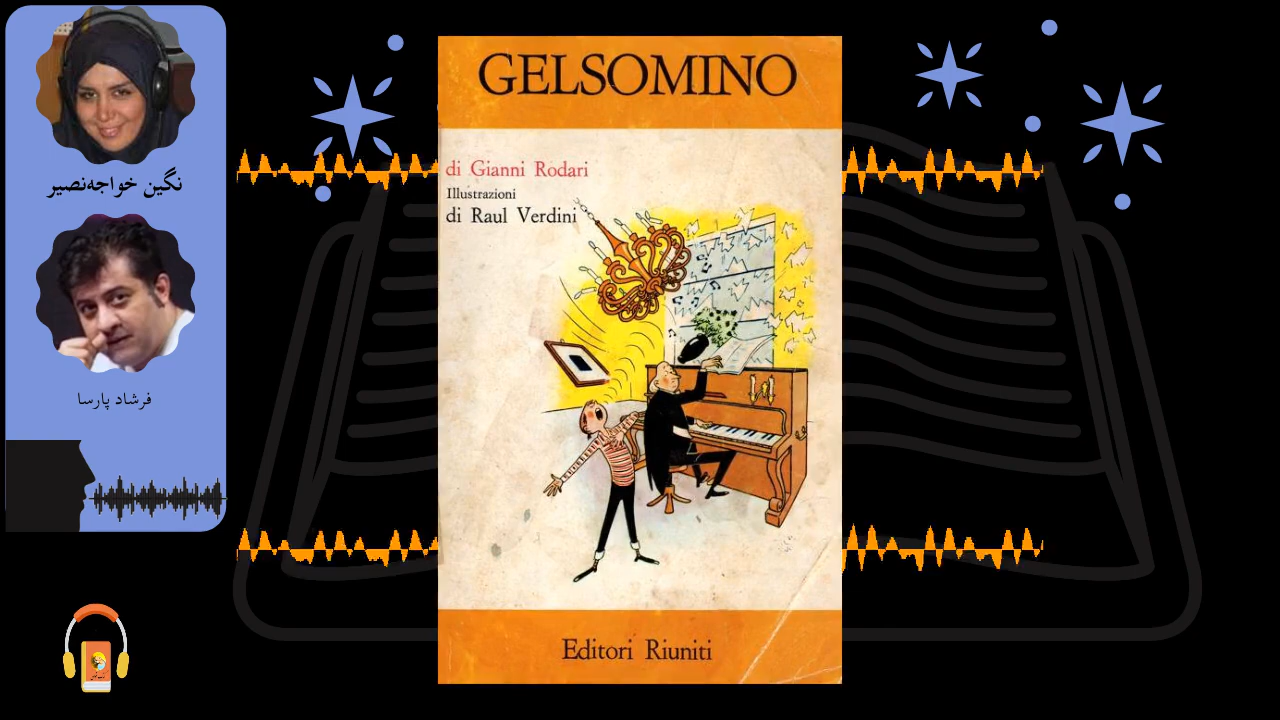 نگین خواجه‌نصیر
فرشاد پارسا
GELSOMINO
di Gianni Rodari
Illustrazioni
di Raul Verdini
Editori Riuniti